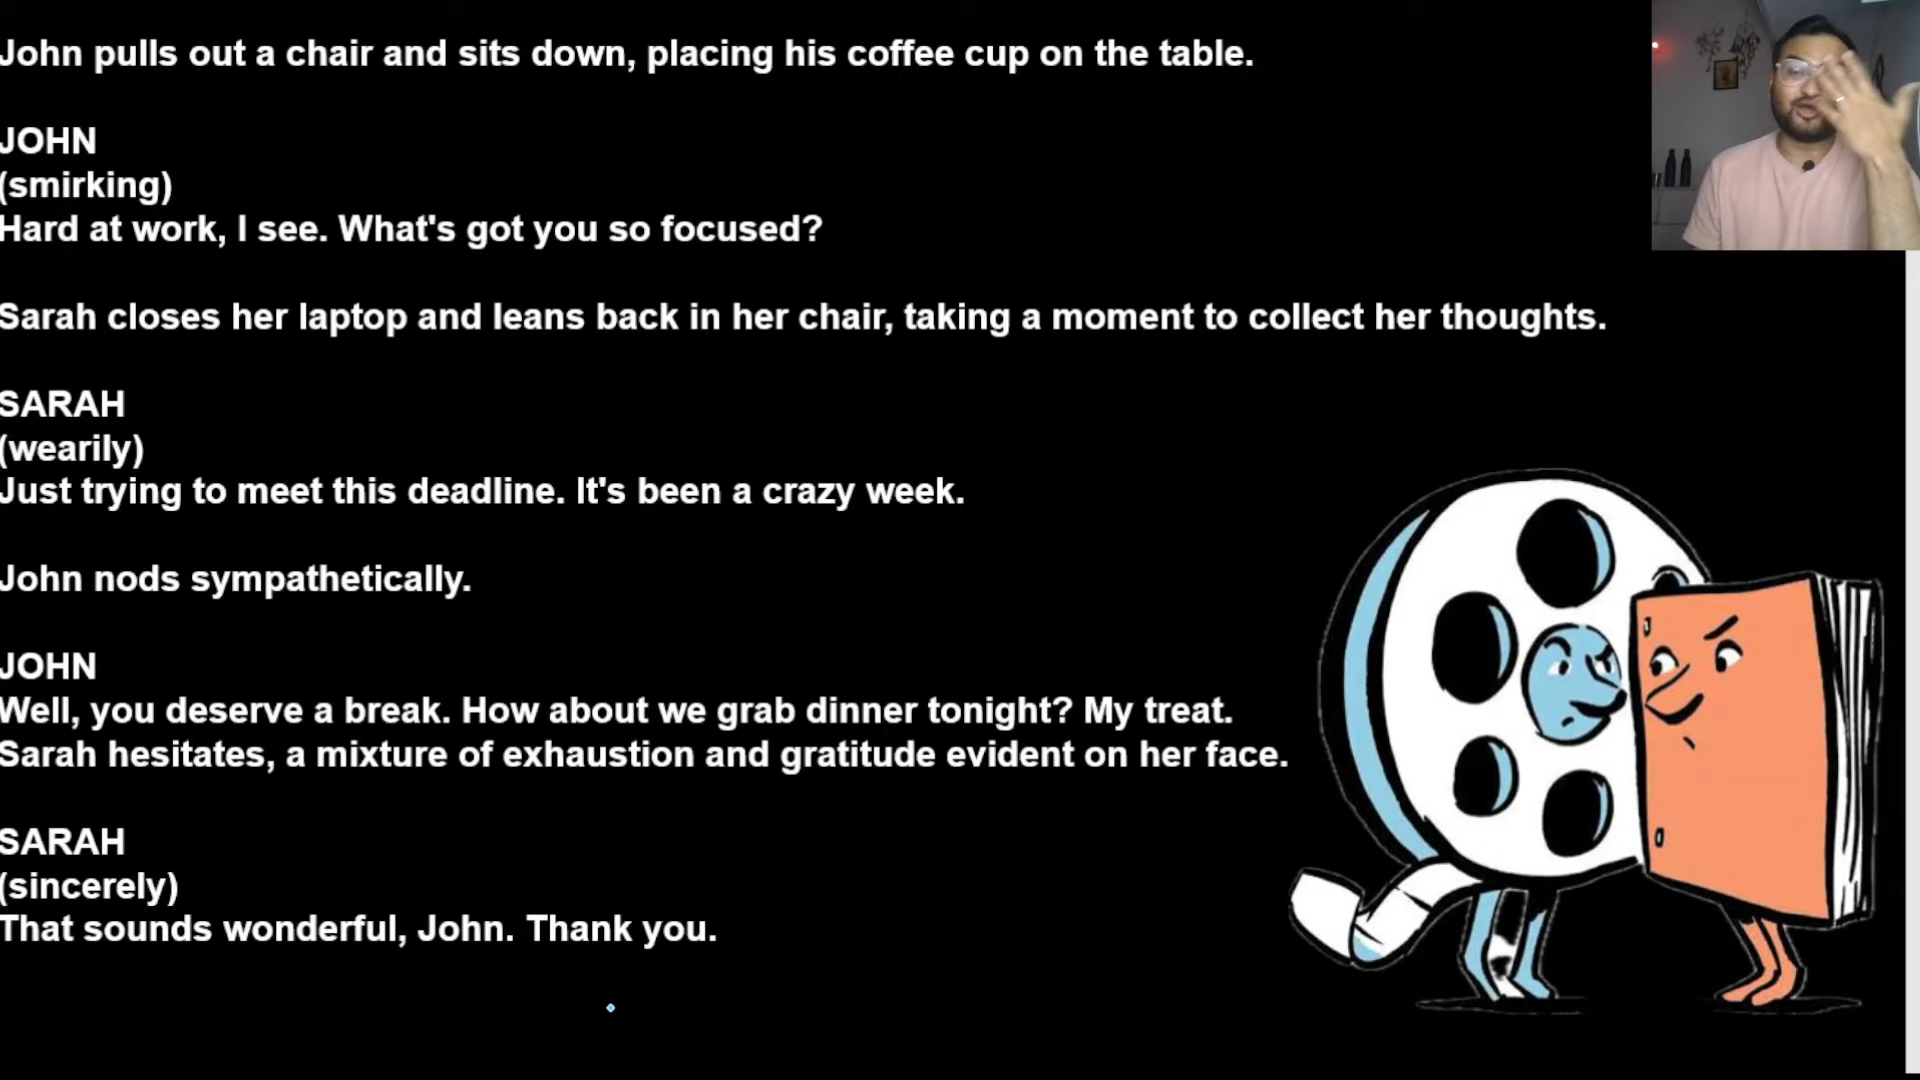 John pulls out a chair and sits down, placing his coffee cup on the table.
JOHN
(smirking)
Hard at work, I see. What's got you so focused?
Sarah closes her laptop and leans back in her chair, taking a moment to collect her thoughts.
SARAH
(wearily)
Just trying to meet this deadline. It's been a crazy week.
John nods sympathetically.
JOHN
Well, you deserve a break. How about we grab dinner tonight? My treat.
Sarah hesitates, a mixture of exhaustion and gratitude evident on her face.
SARAH
(sincerely)
That sounds wonderful, John. Thank you.